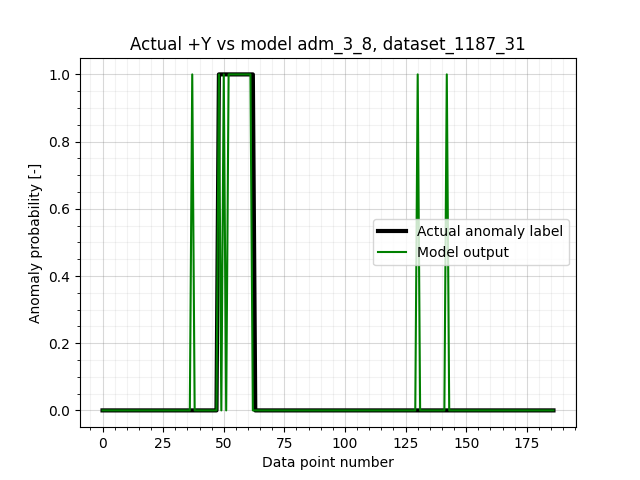 Actual +Y vs model adm_3_8, dataset_1187_31
1.0
0.8
0.6
0.4
0.2
0.0
Anomaly probability [-]
Actual anomaly label
Model output
0 25 50 75 100 125 150 175
Data point number